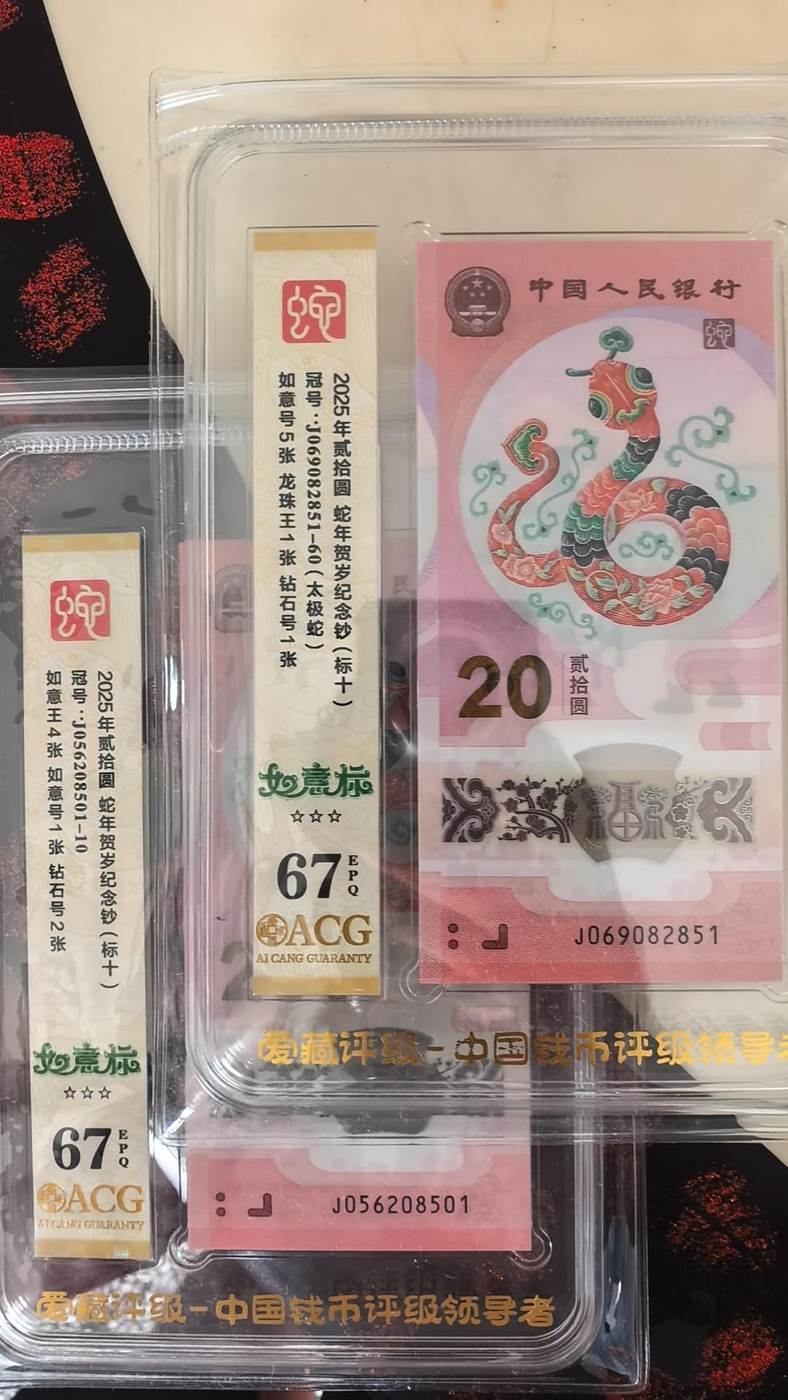 蛇
2025年贰拾圆 蛇年贺岁纪念钞(标十)
冠号:J069082851-60(太极蛇)
如意号5张 龙珠王1张 钻石号1张
如意标
☆☆☆
67 EPQ
ACG
AI CANG GUARANTY
中国人民银行
蛇
20 贰拾圆
J069082851
爱藏评级-中国钱币评级领导者
蛇
2025年贰拾圆 蛇年贺岁纪念钞(标十)
冠号:J056208501-10
如意王4张 如意号1张 钻石号2张
如意标
☆☆☆
67 EPQ
ACG
AI CANG GUARANTY
J056208501
爱藏评级-中国钱币评级领导者